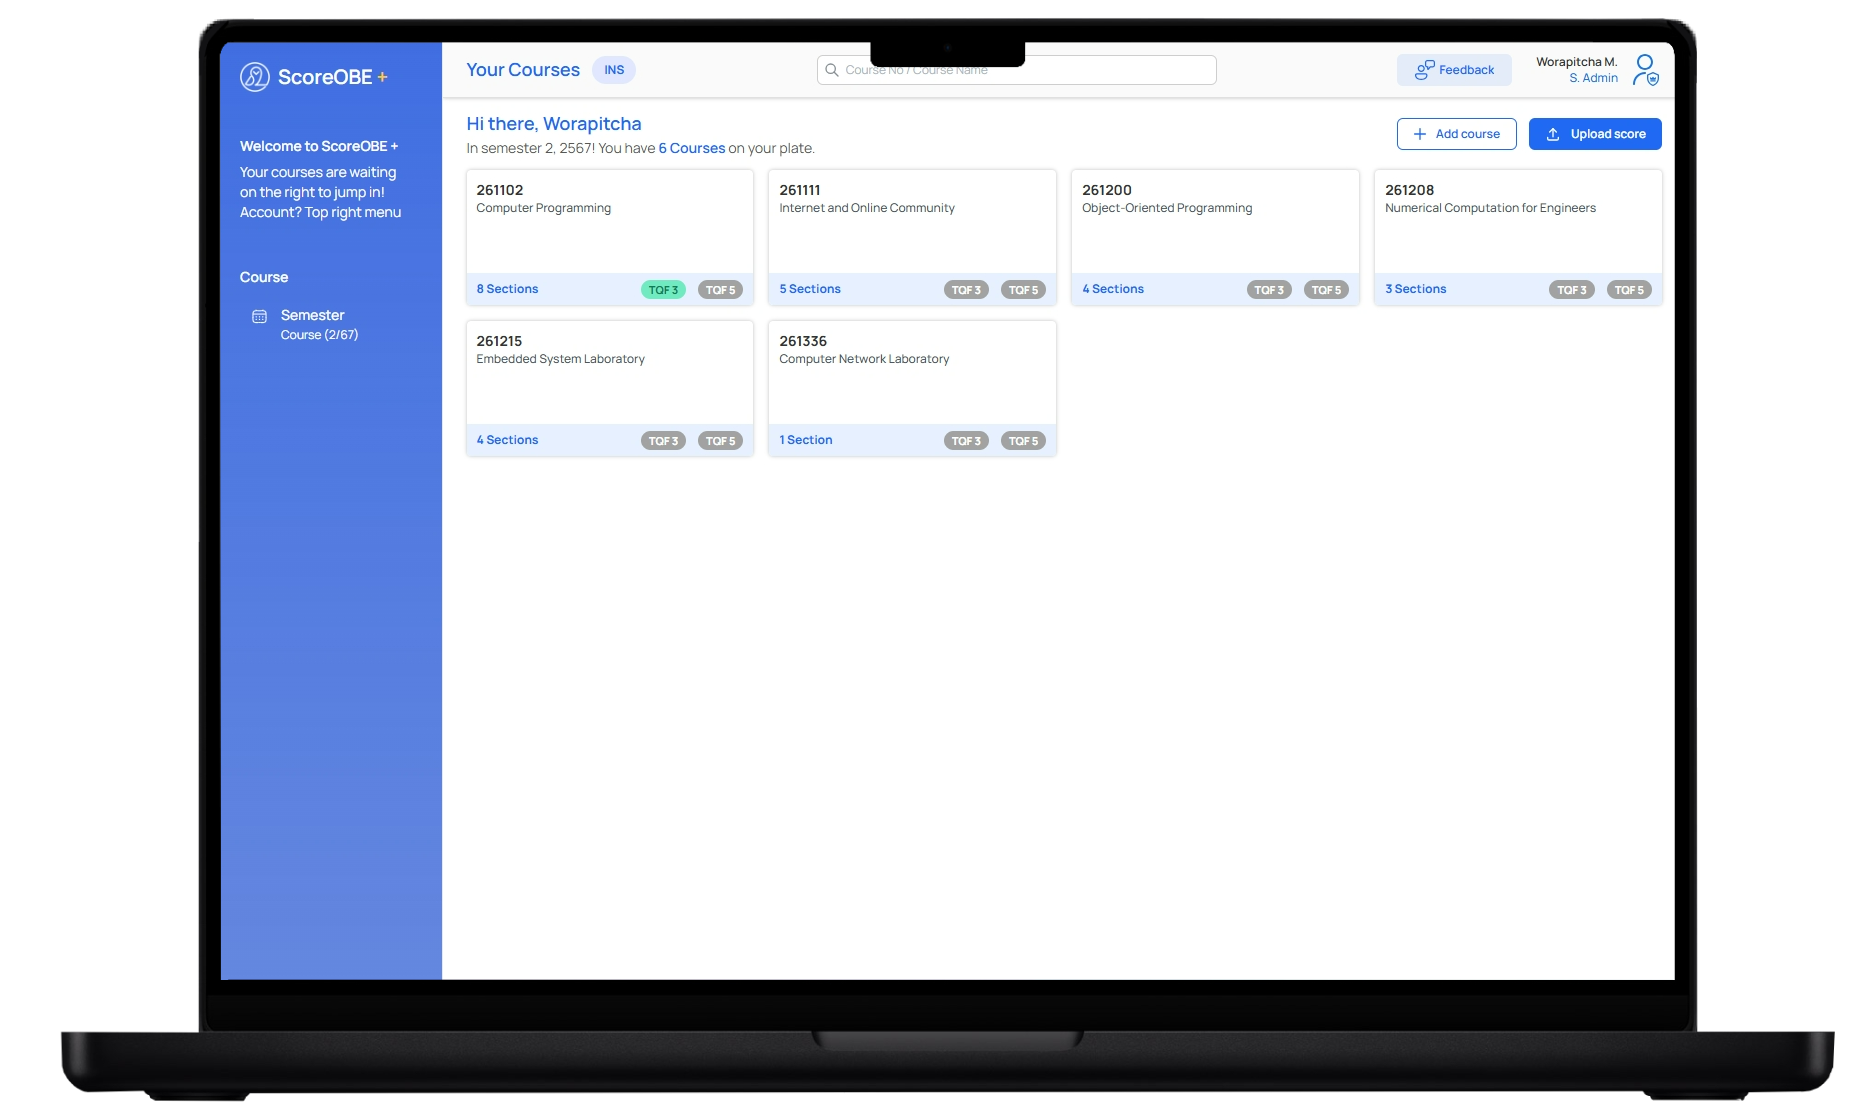 ScoreOBE +
Welcome to ScoreOBE +
Your courses are waiting
on the right to jump in!
Account? Top right menu
Course
Semester
Course (2/67)
Your Courses
INS
Course No / Course Name
Feedback
Worapitcha M.
S. Admin
Hi there, Worapitcha
In semester 2, 2567! You have 6 Courses on your plate.
Add course
Upload score
261102
Computer Programming
8 Sections
TQF 3
TQF 5
261111
Internet and Online Community
5 Sections
TQF 3
TQF 5
261200
Object-Oriented Programming
4 Sections
TQF 3
TQF 5
261208
Numerical Computation for Engineers
3 Sections
TQF 3
TQF 5
261215
Embedded System Laboratory
4 Sections
TQF 3
TQF 5
261336
Computer Network Laboratory
1 Section
TQF 3
TQF 5